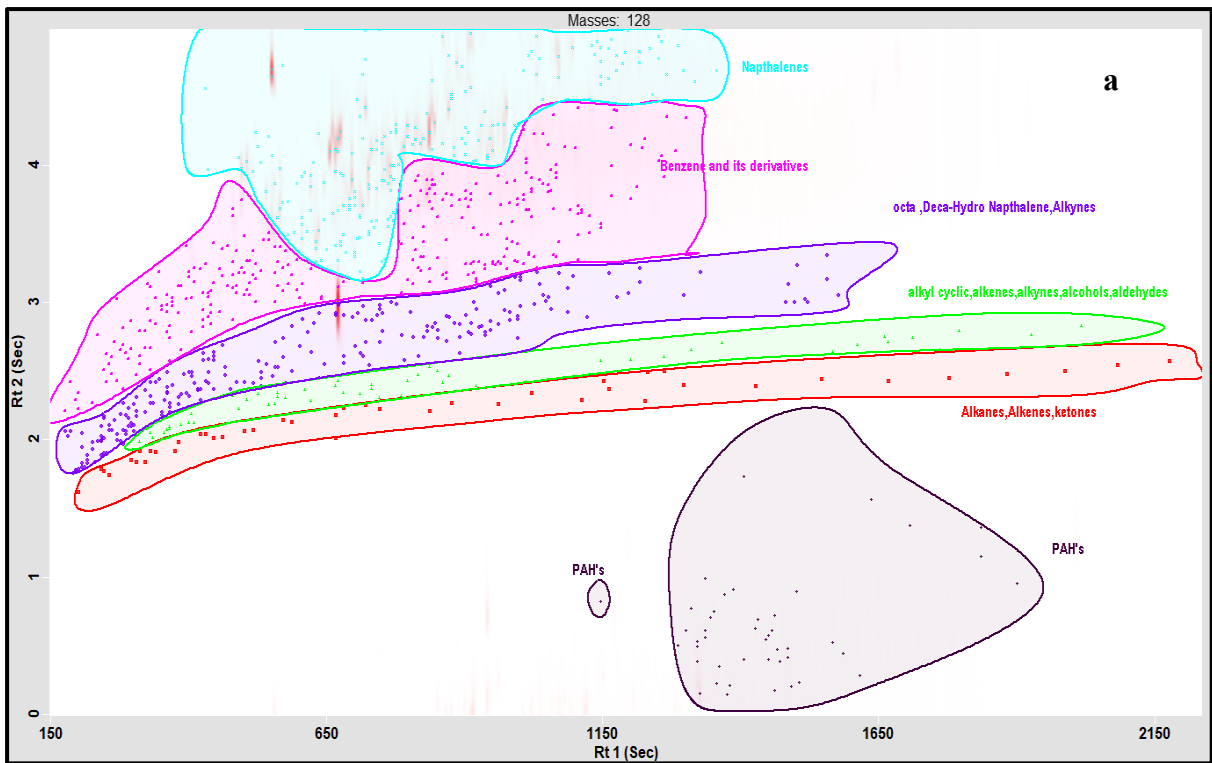 Masses: 128
a
Napthalenes
Benzene and its derivatives
octa ,Deca-Hydro Napthalene,Alkynes
alkyl cyclic,alkenes,alkynes,alcohols,aldehydes
Alkanes,Alkenes,ketones
PAH's
PAH's
Rt 2 (Sec)
4
3
2
1
0
150 650 1150 1650 2150
Rt 1 (Sec)